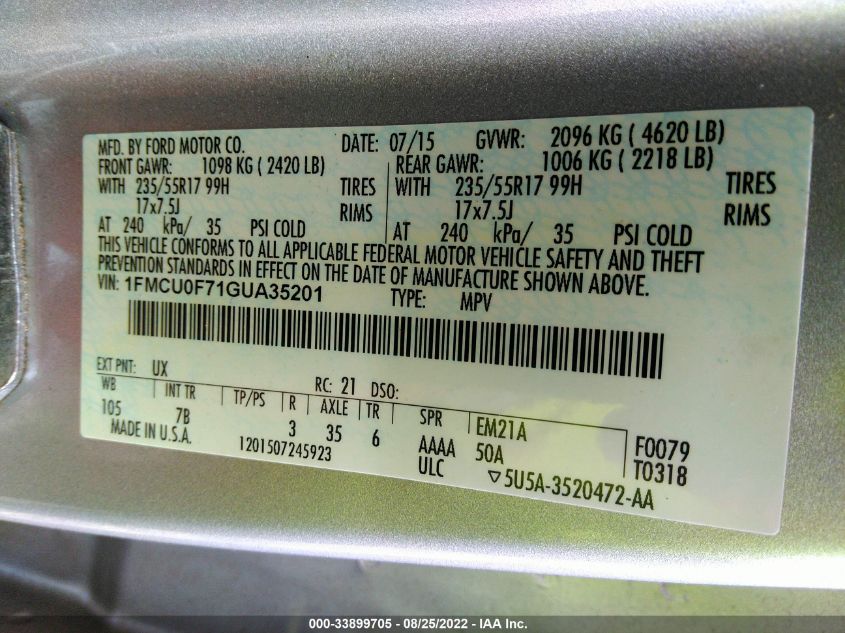 MFD. BY FORD MOTOR CO. DATE: 07/15 GVWR: 2096 KG ( 4620 LB)
FRONT GAWR: 1098 KG ( 2420 LB) REAR GAWR: 1006 KG ( 2218 LB)
WITH 235/55R17 99H TIRES WITH 235/55R17 99H TIRES
17x7.5J RIMS 17x7.5J RIMS
AT 240 kPa/ 35 PSI COLD AT 240 kPa/ 35 PSI COLD
THIS VEHICLE CONFORMS TO ALL APPLICABLE FEDERAL MOTOR VEHICLE SAFETY AND THEFT
PREVENTION STANDARDS IN EFFECT ON THE DATE OF MANUFACTURE SHOWN ABOVE.
VIN: 1FMCU0F71GUA35201 TYPE: MPV
EXT PNT: UX RC: 21 DSO:
WB INT TR TP/PS R AXLE TR SPR EM21A F0079
105 7B 3 35 6 AAAA 50A T0318
MADE IN U.S.A. 1201507245923 ULC ▽5U5A-3520472-AA
000-33899705 - 08/25/2022 - IAA Inc.